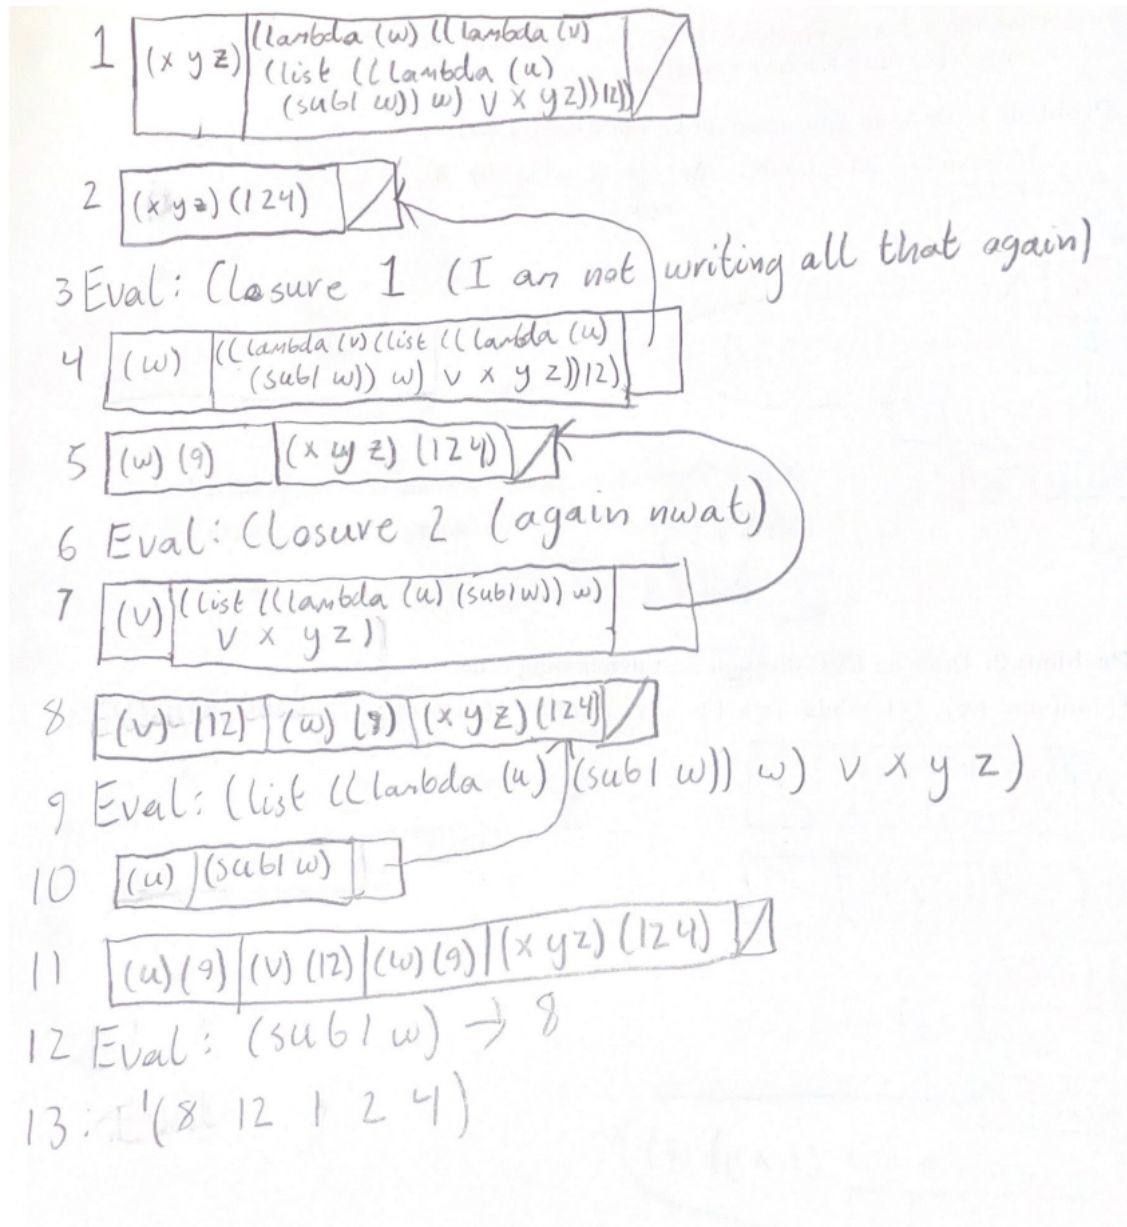 1 (x y z) (lambda (w) ((lambda (v)
(list ((lambda (u)
(sub1 w)) w) v x y z)) 12))
2 (x y z) (1 2 4)
3 Eval: Closure 1 (I am not writing all that again)
4 (w) ((lambda (v) (list ((lambda (u)
(sub1 w)) w) v x y z)) 12)
5 (w) (9) (x y z) (1 2 4)
6 Eval: Closure 2 (again nwat)
7 (v) (list ((lambda (u) (sub1 w)) w)
v x y z))
8 (v) (12) (w) (9) (x y z) (1 2 4)
9 Eval: (list ((lambda (u) (sub1 w)) w) v x y z)
10 (u) (sub1 w)
11 (u) (9) (v) (12) (w) (9) (x y z) (1 2 4)
12 Eval: (sub1 w) → 8
13: '(8 12 1 2 4)